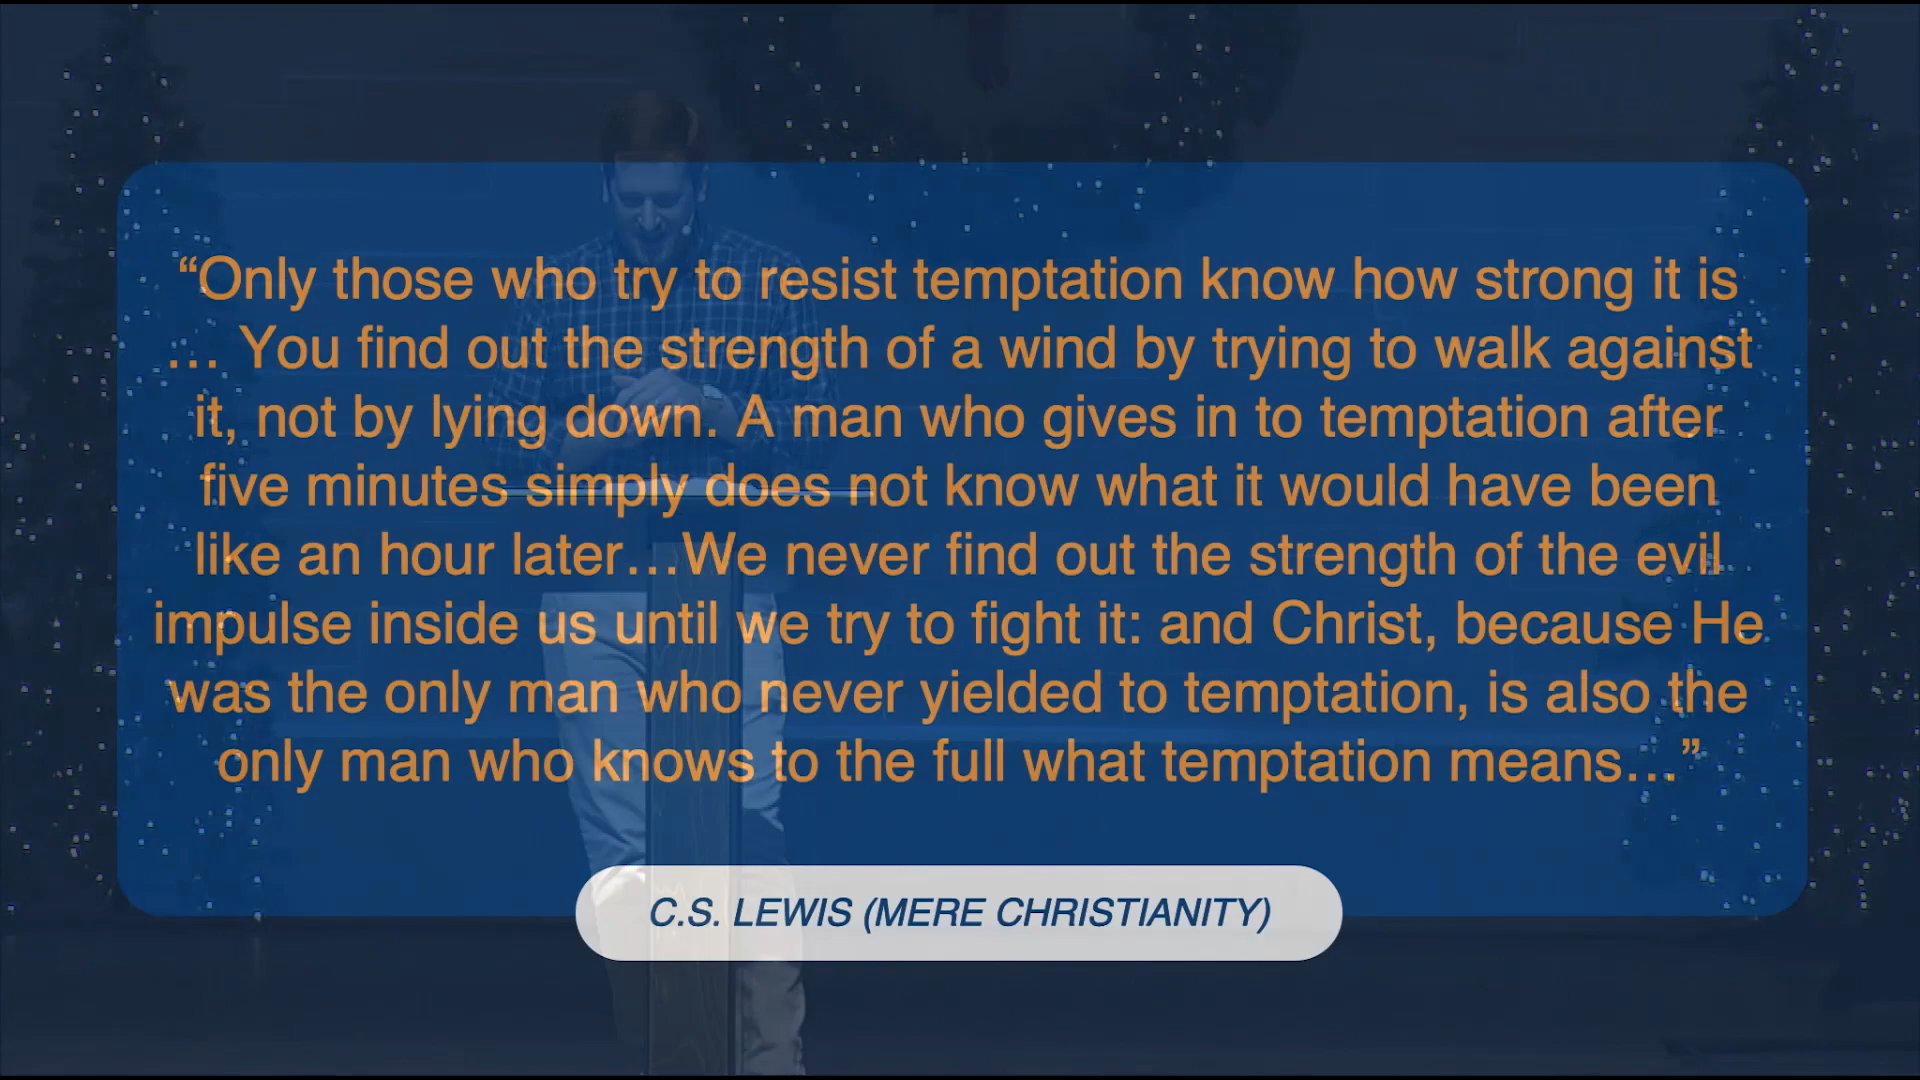 “Only those who try to resist temptation know how strong it is
… You find out the strength of a wind by trying to walk against
it, not by lying down. A man who gives in to temptation after
five minutes simply does not know what it would have been
like an hour later…We never find out the strength of the evil
impulse inside us until we try to fight it: and Christ, because He
was the only man who never yielded to temptation, is also the
only man who knows to the full what temptation means…”
C.S. LEWIS (MERE CHRISTIANITY)